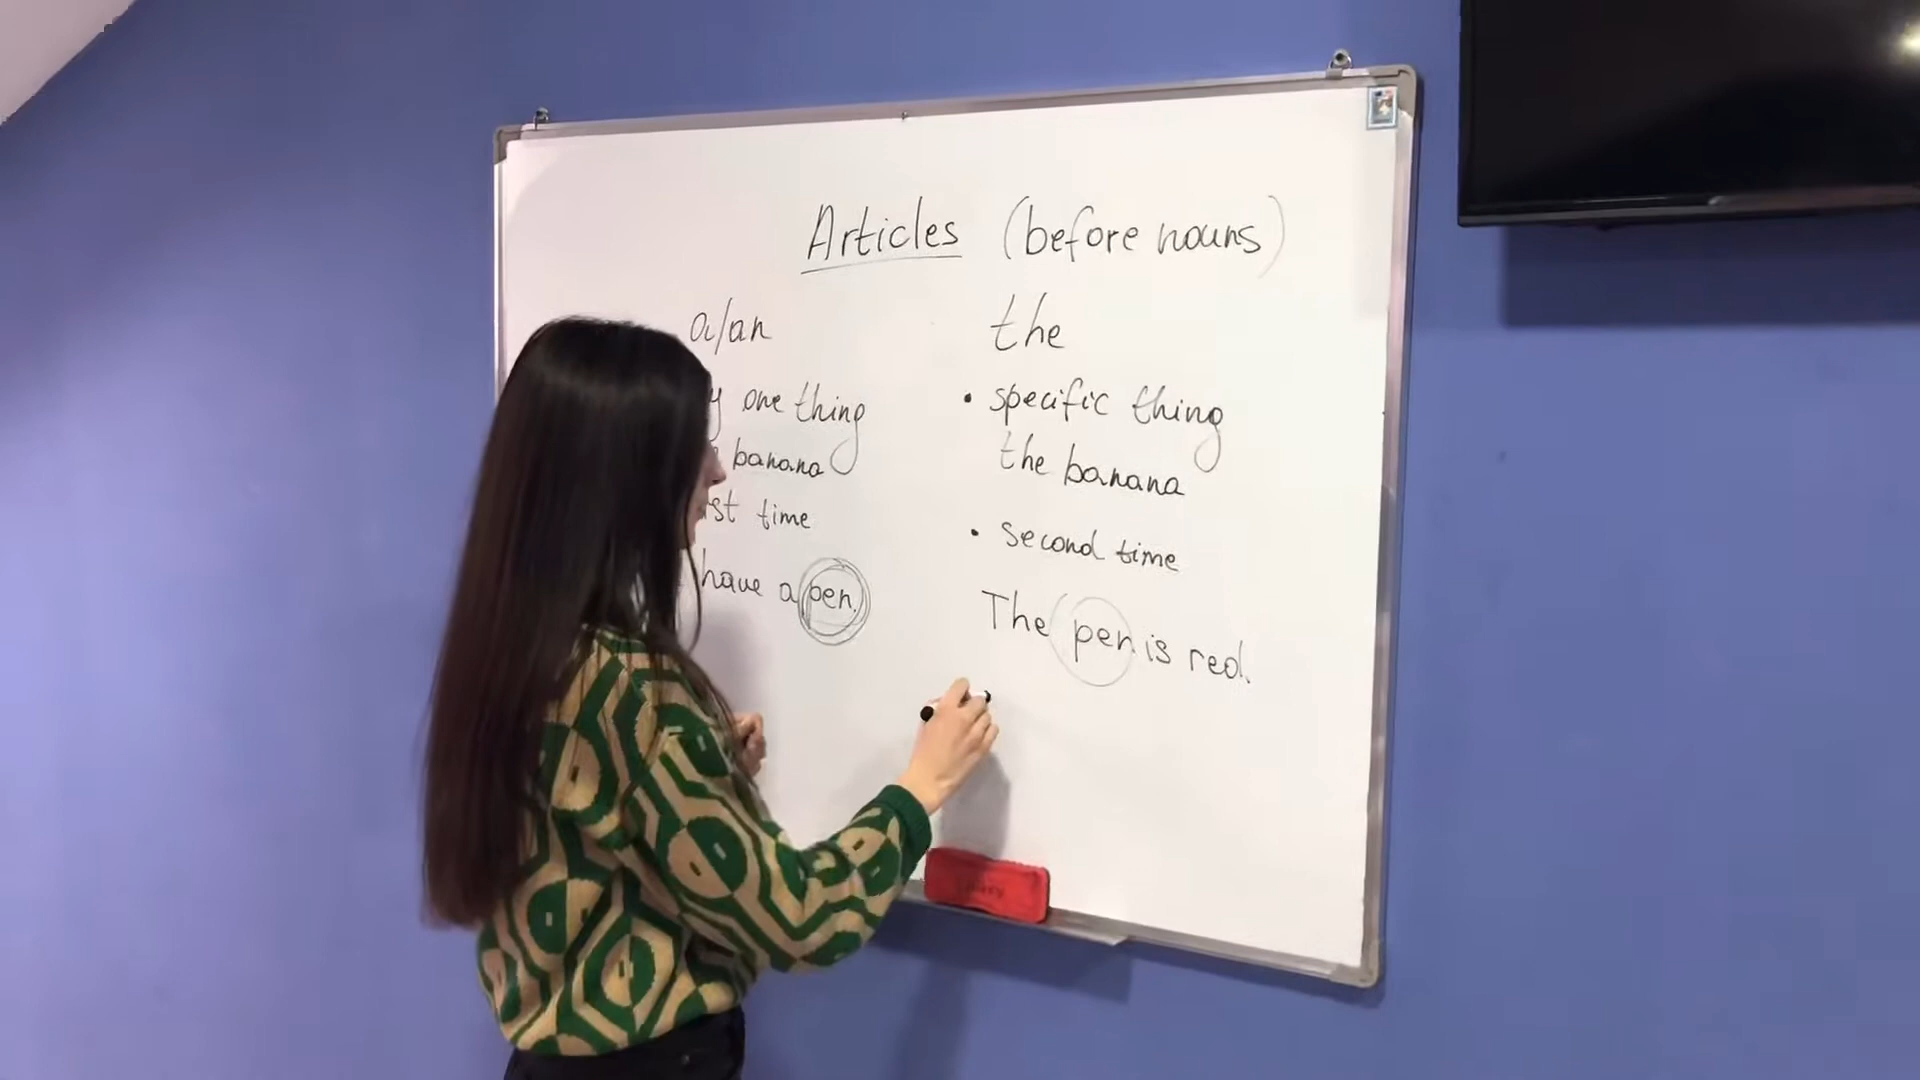 Articles (before nouns)
a/an
the
one thing
banana
time
have a pen.
• specific thing
the banana
• second time
The pen is red.